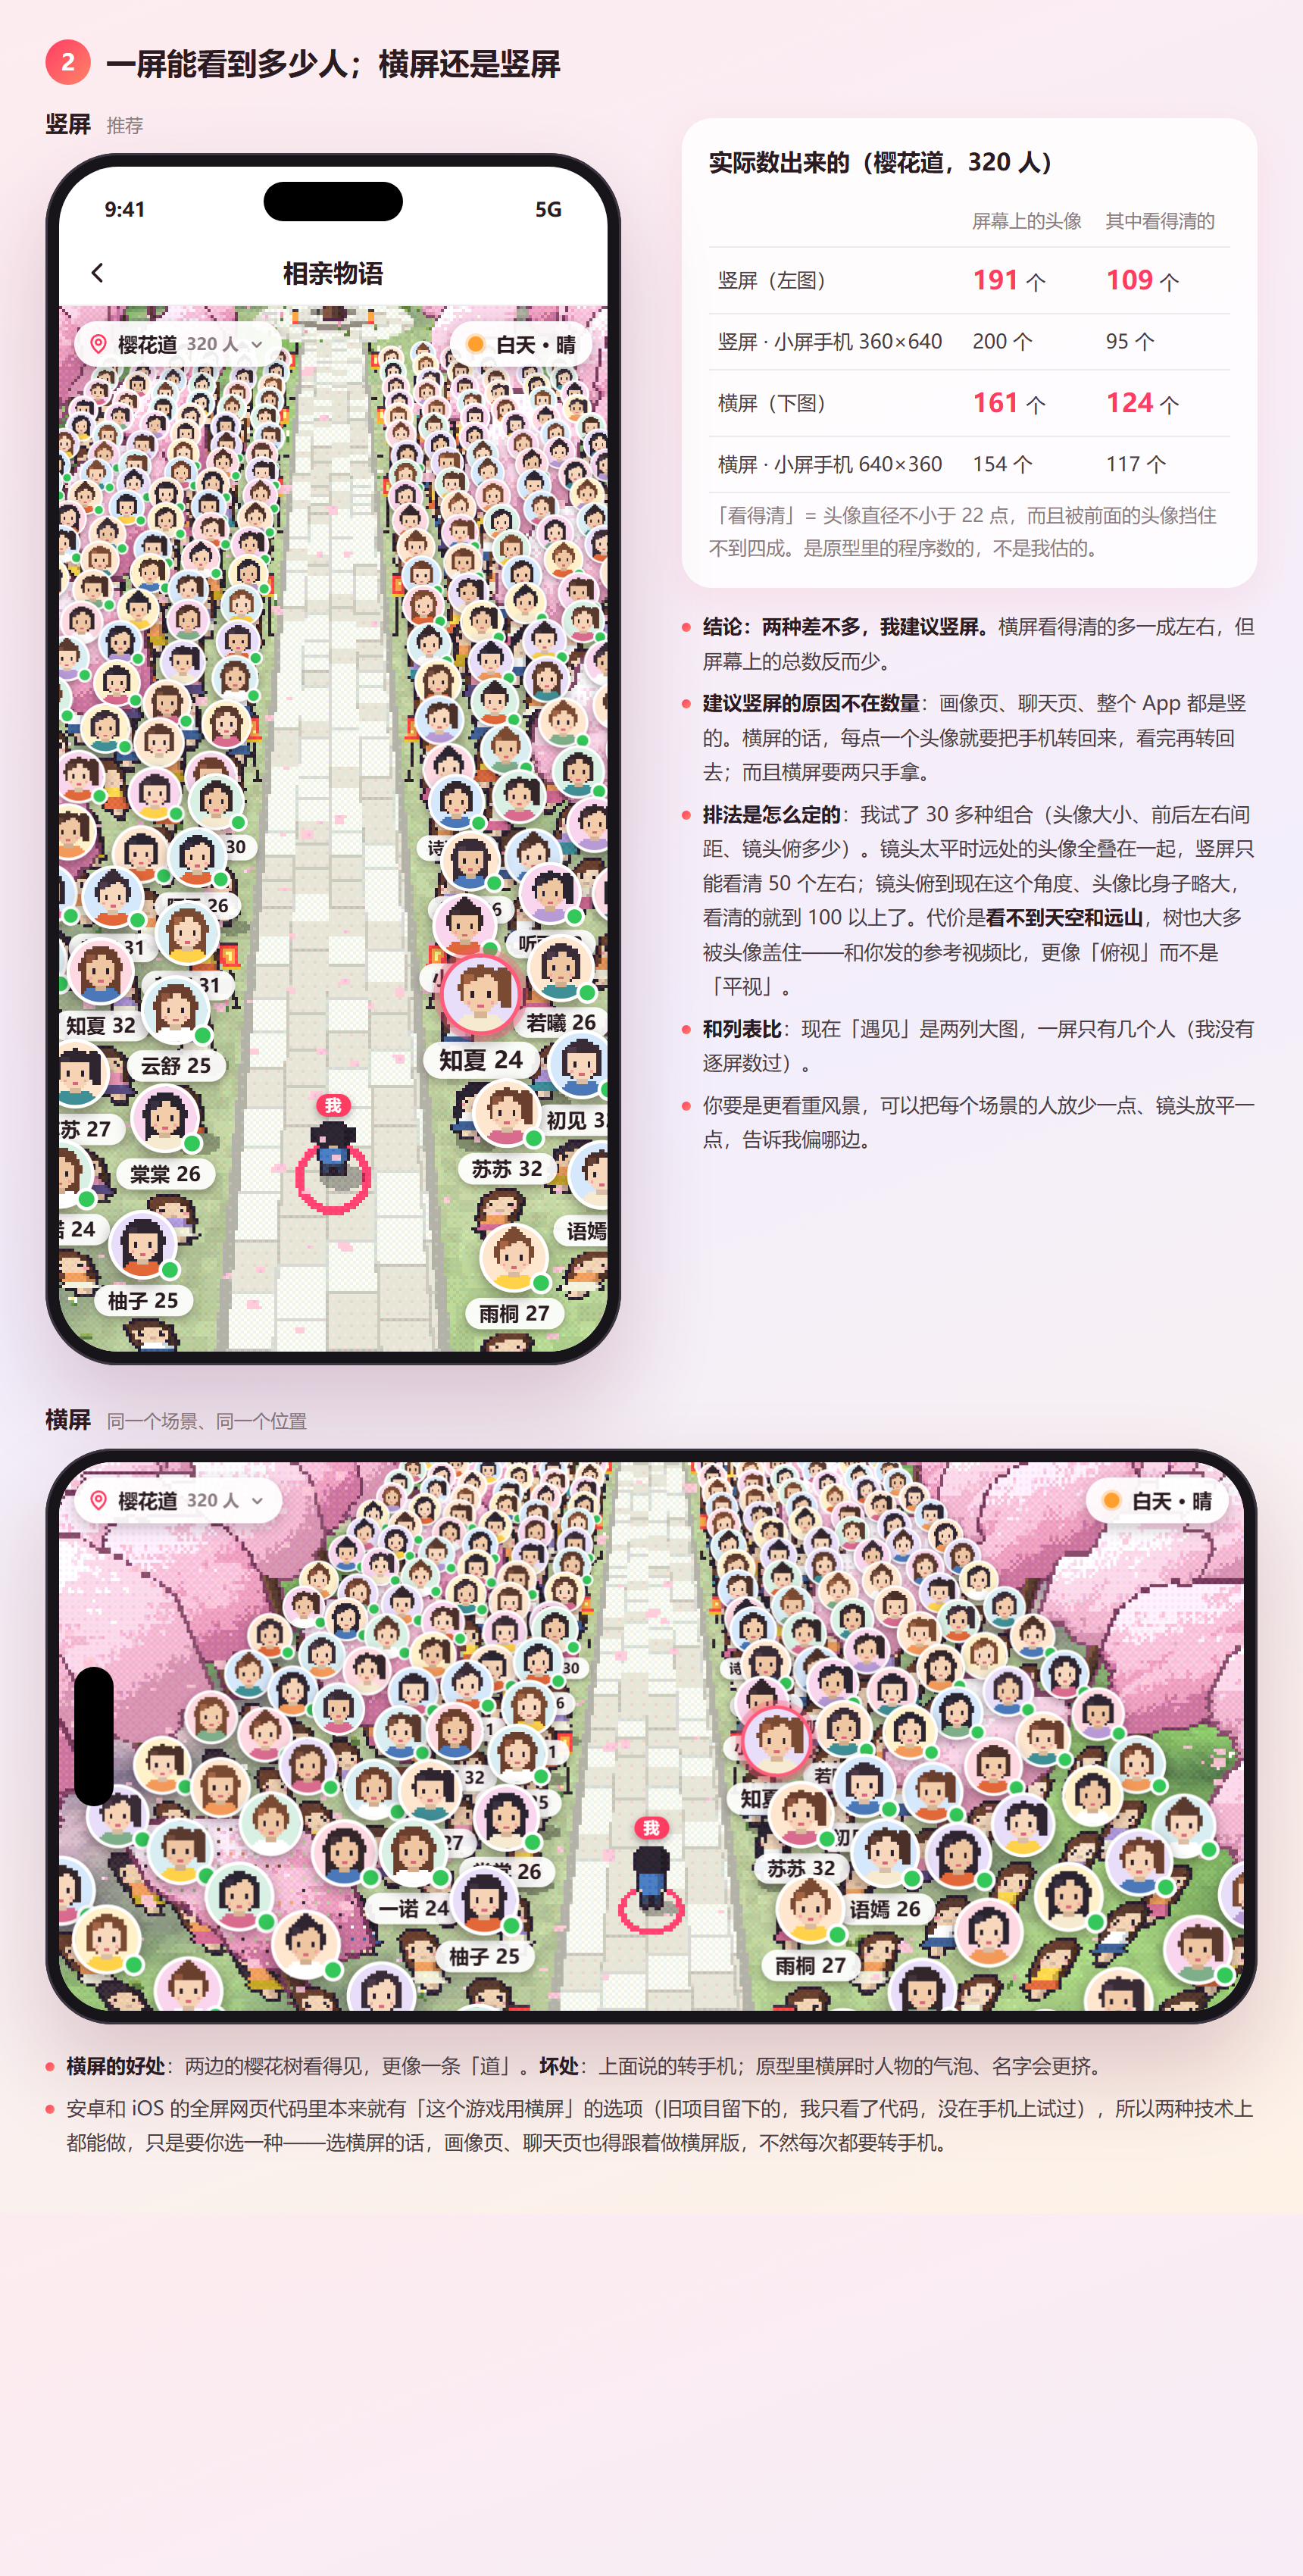 2 一屏能看到多少人；横屏还是竖屏
竖屏 推荐
9:41
5G
相亲物语
樱花道 320 人
白天・晴
30
诗
26
6
31
听
31
小
知夏 32
若曦 26
云舒 25
知夏 24
我
苏 27
初见 3
棠棠 26
苏苏 32
24
语嫣
柚子 25
雨桐 27
实际数出来的（樱花道，320 人）
屏幕上的头像 其中看得清的
竖屏（左图） 191 个 109 个
竖屏 · 小屏手机 360×640 200 个 95 个
横屏（下图） 161 个 124 个
横屏 · 小屏手机 640×360 154 个 117 个
「看得清」= 头像直径不小于 22 点，而且被前面的头像挡住
不到四成。是原型里的程序数的，不是我估的。
结论：两种差不多，我建议竖屏。横屏看得清的多一成左右，但
屏幕上的总数反而少。
建议竖屏的原因不在数量：画像页、聊天页、整个 App 都是竖
的。横屏的话，每点一个头像就要把手机转回来，看完再转回
去；而且横屏要两只手拿。
排法是怎么定的：我试了 30 多种组合（头像大小、前后左右间
距、镜头俯多少）。镜头太平时远处的头像全叠在一起，竖屏只
能看清 50 个左右；镜头俯到现在这个角度、头像比身子略大，
看清的就到 100 以上了。代价是看不到天空和远山，树也大多
被头像盖住——和你发的参考视频比，更像「俯视」而不是
「平视」。
和列表比：现在「遇见」是两列大图，一屏只有几个人（我没有
逐屏数过）。
你要是更看重风景，可以把每个场景的人放少一点、镜头放平一
点，告诉我偏哪边。
横屏 同一个场景、同一个位置
樱花道 320 人
白天・晴
30
诗
6
1
小
32
若
5
知夏
我
27
初
26
苏苏 32
一诺 24
语嫣 26
柚子 25
雨桐 27
横屏的好处：两边的樱花树看得见，更像一条「道」。坏处：上面说的转手机；原型里横屏时人物的气泡、名字会更挤。
安卓和 iOS 的全屏网页代码里本来就有「这个游戏用横屏」的选项（旧项目留下的，我只看了代码，没在手机上试过），所以两种技术上
都能做，只是要你选一种——选横屏的话，画像页、聊天页也得跟着做横屏版，不然每次都要转手机。